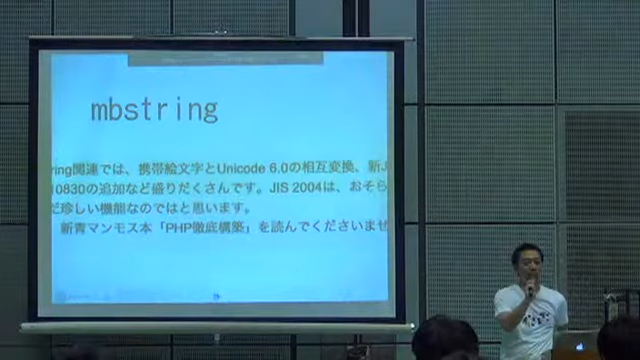 mbstring
ring関連では、携帯絵文字とUnicode 6.0の相互変換、新J
10830の追加など盛りだくさんです。JIS 2004は、おそら
だ珍しい機能なのではと思います。
新青マンモス本「PHP徹底構築」を読んでくださいませ